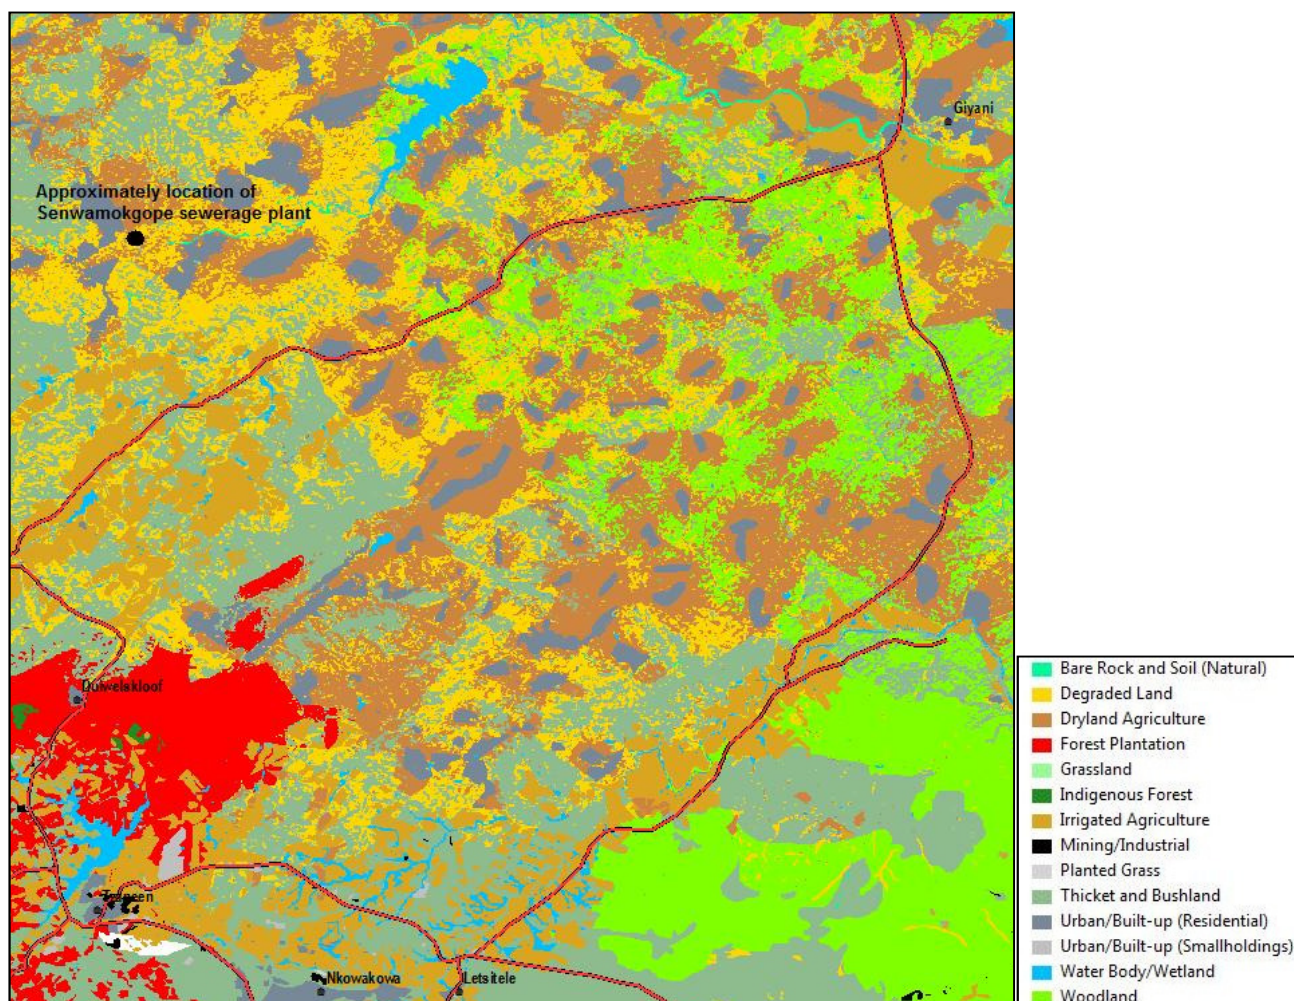 Giyani
Approximately location of
Senwamokgope sewerage plant
Duiwelskloof
Tzaneen
Nkowakowa
Letsitele
Bare Rock and Soil (Natural)
Degraded Land
Dryland Agriculture
Forest Plantation
Grassland
Indigenous Forest
Irrigated Agriculture
Mining/Industrial
Planted Grass
Thicket and Bushland
Urban/Built-up (Residential)
Urban/Built-up (Smallholdings)
Water Body/Wetland
Woodland